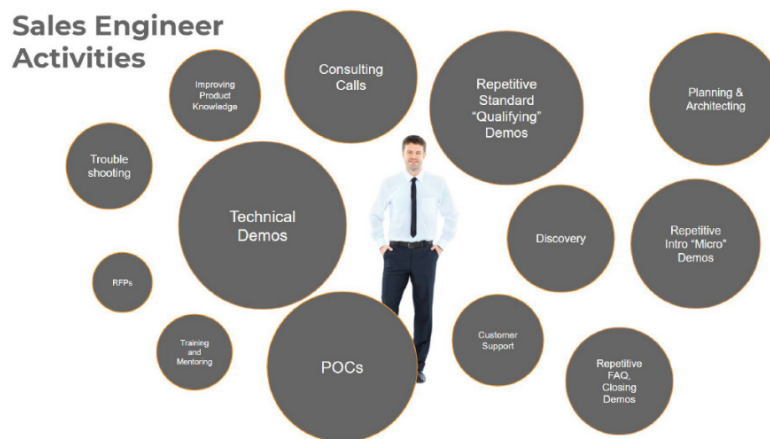 Sales Engineer
Activities
Improving
Product
Knowledge
Consulting
Calls
Repetitive
Standard
“Qualifying”
Demos
Planning &
Architecting
Trouble
shooting
Technical
Demos
Discovery
Repetitive
Intro “Micro”
Demos
RFPs
Training
and
Mentoring
POCs
Customer
Support
Repetitive
FAQ,
Closing
Demos